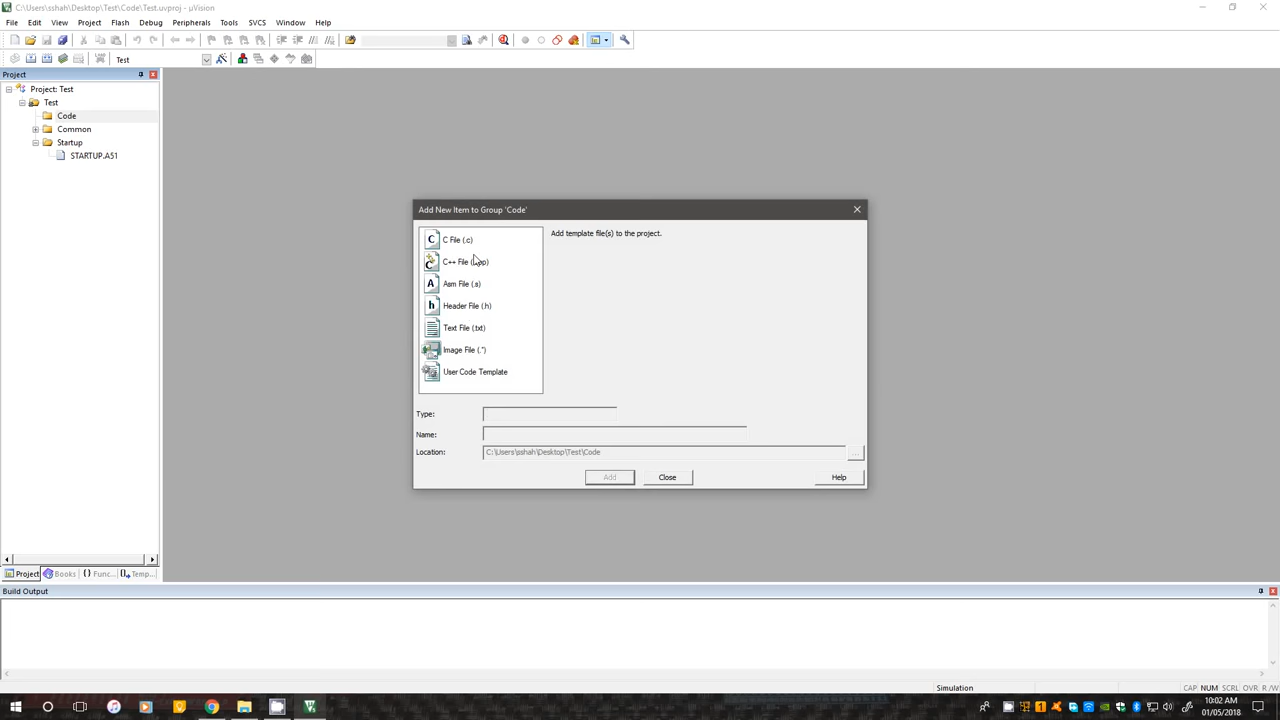 C:\Users\sshah\Desktop\Test\Code\Test.uvproj - µVision
File Edit View Project Flash Debug Peripherals Tools SVCS Window Help
Test
Project
Project: Test
Test
Code
Common
Startup
STARTUP.A51
Add New Item to Group 'Code'
C File (.c)
Add template file(s) to the project.
C++ File (.cpp)
Asm File (.s)
Header File (.h)
Text File (.txt)
Image File (.*)
User Code Template
Type:
Name:
Location: C:\Users\sshah\Desktop\Test\Code ...
Add Close Help
Project Books {} Func... Temp...
Build Output
Simulation CAP NUM SCRL OVR R /W
10:02 AM
01/05/2018